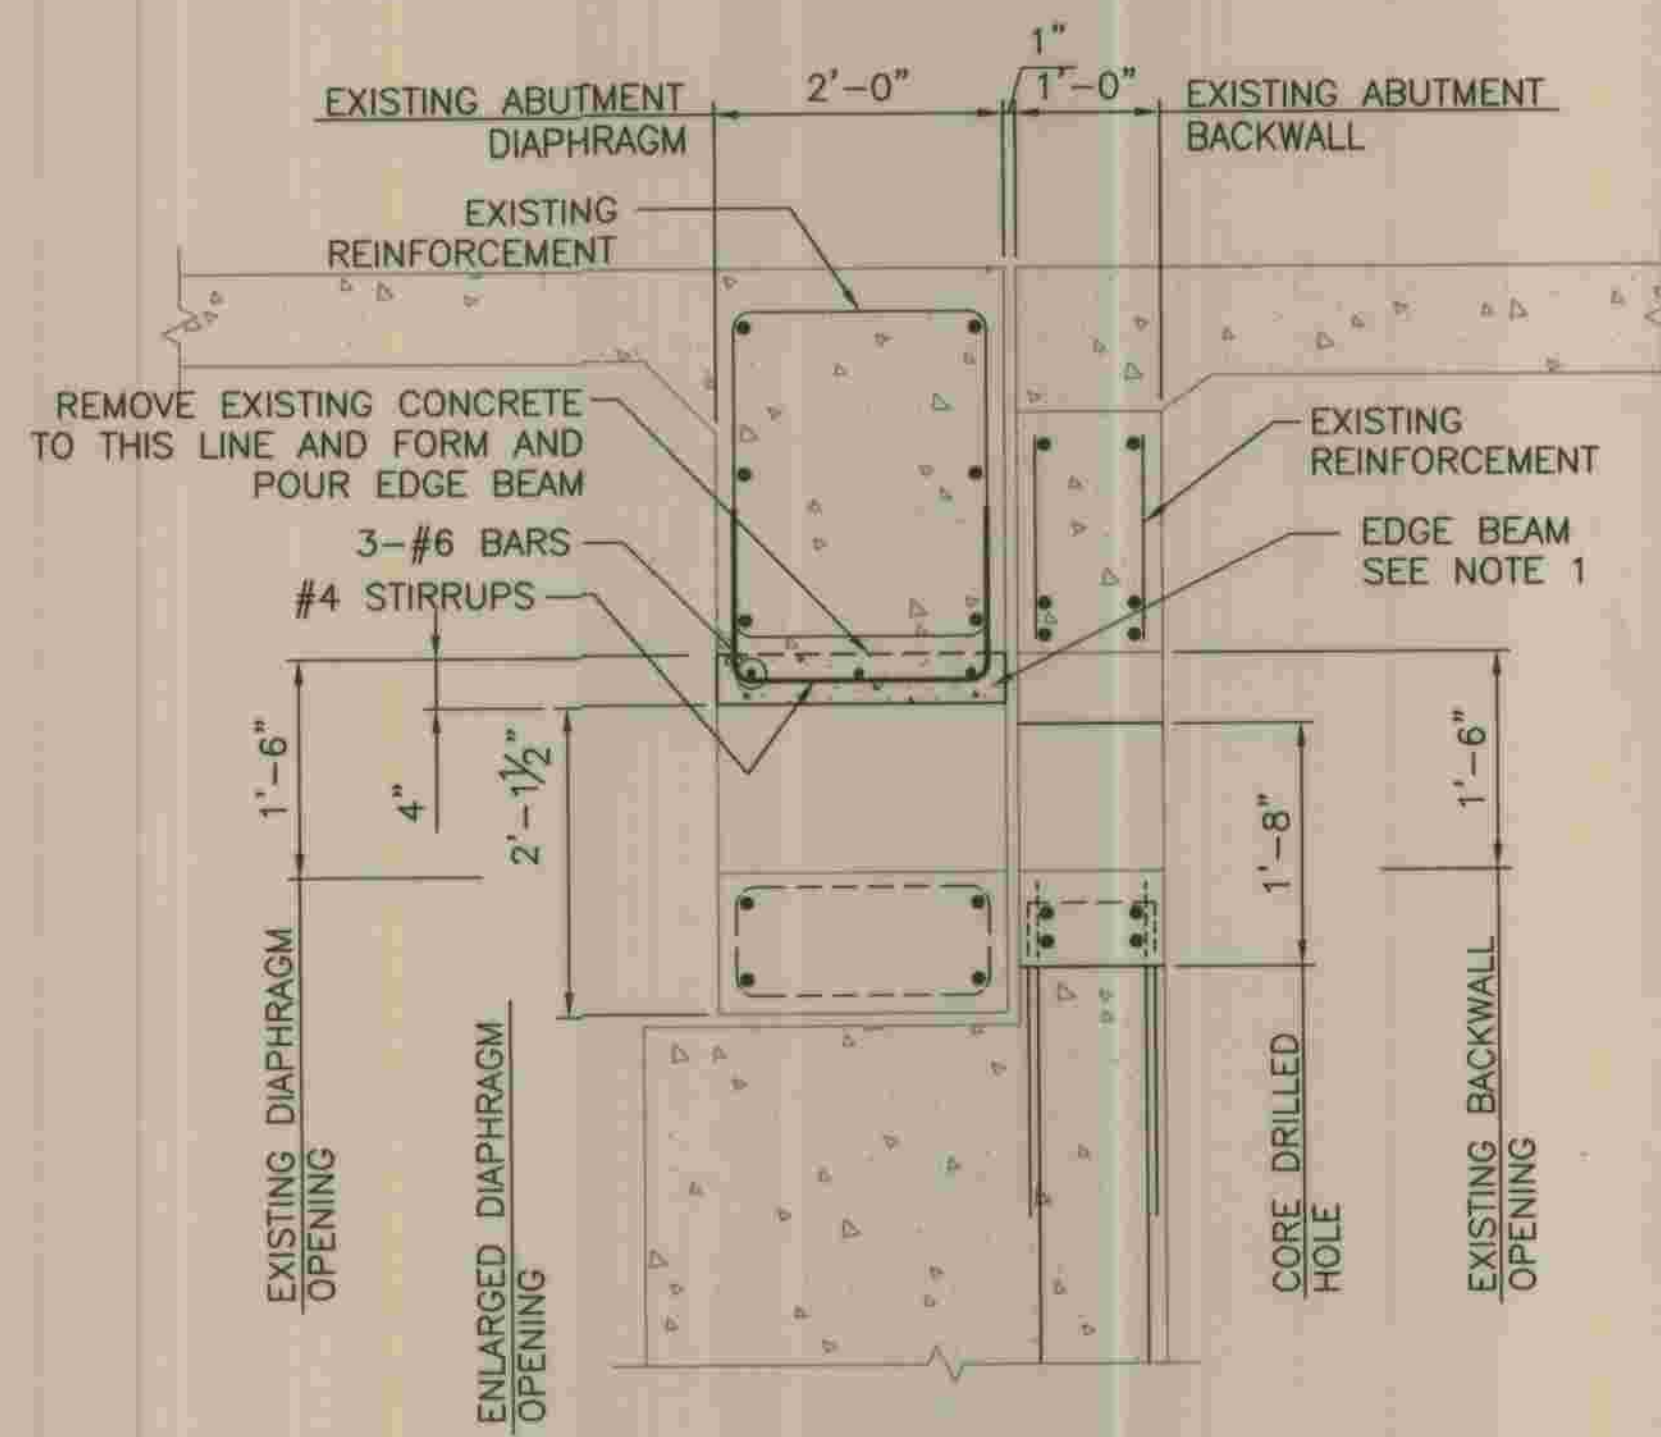 1"
2'-0"
1'-0"
EXISTING ABUTMENT
DIAPHRAGM
EXISTING ABUTMENT
BACKWALL
EXISTING
REINFORCEMENT
REMOVE EXISTING CONCRETE
TO THIS LINE AND FORM AND
POUR EDGE BEAM
EXISTING
REINFORCEMENT
3-#6 BARS
#4 STIRRUPS
EDGE BEAM
SEE NOTE 1
1'-6"
4"
2'-1½"
1'-8"
1'-6"
EXISTING DIAPHRAGM
OPENING
ENLARGED DIAPHRAGM
OPENING
CORE DRILLED
HOLE
EXISTING BACKWALL
OPENING